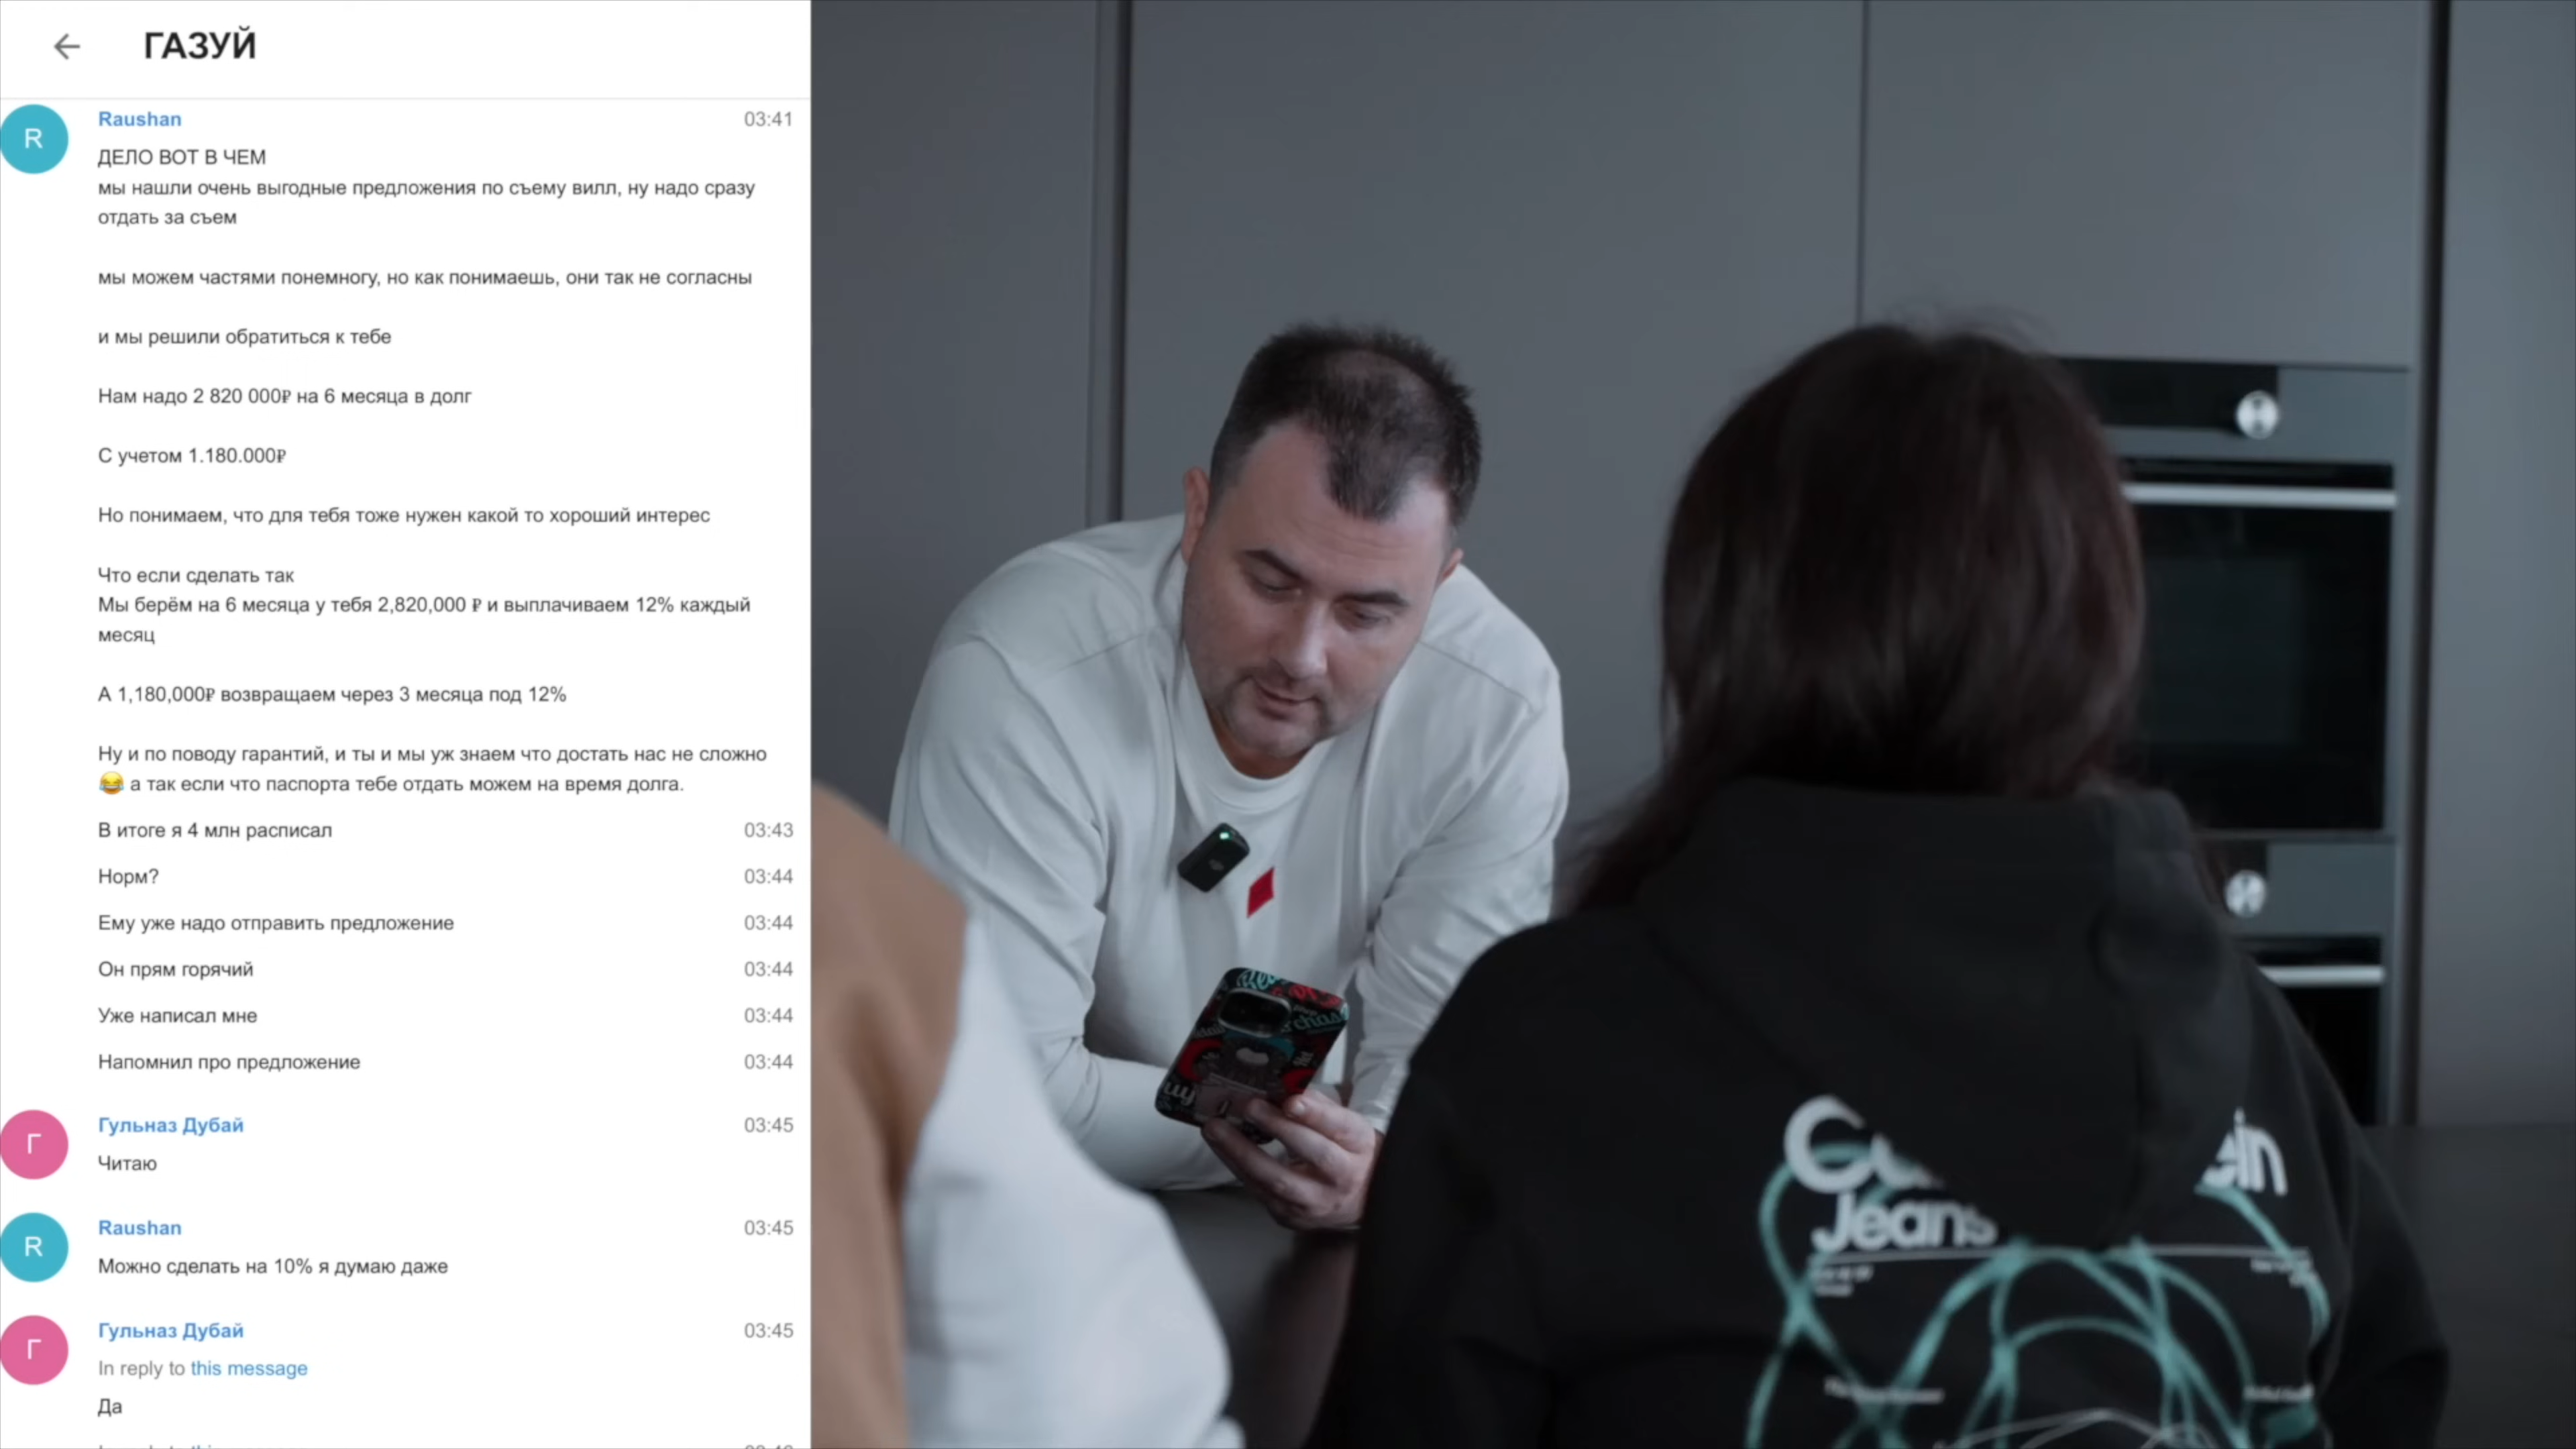 ГАЗУЙ
Raushan 03:41
ДЕЛО ВОТ В ЧЕМ
мы нашли очень выгодные предложения по съему вилл, ну надо сразу
отдать за съем
мы можем частями понемногу, но как понимаешь, они так не согласны
и мы решили обратиться к тебе
Нам надо 2 820 000₽ на 6 месяца в долг
С учетом 1.180.000₽
Но понимаем, что для тебя тоже нужен какой то хороший интерес
Что если сделать так
Мы берём на 6 месяца у тебя 2,820,000 ₽ и выплачиваем 12% каждый
месяц
А 1,180,000₽ возвращаем через 3 месяца под 12%
Ну и по поводу гарантий, и ты и мы уж знаем что достать нас не сложно
😂 а так если что паспорта тебе отдать можем на время долга.
В итоге я 4 млн расписал 03:43
Норм? 03:44
Ему уже надо отправить предложение 03:44
Он прям горячий 03:44
Уже написал мне 03:44
Напомнил про предложение 03:44
Гульназ Дубай 03:45
Читаю
Raushan 03:45
Можно сделать на 10% я думаю даже
Гульназ Дубай 03:45
In reply to this message
Да
R
Г
R
Г
Jeans